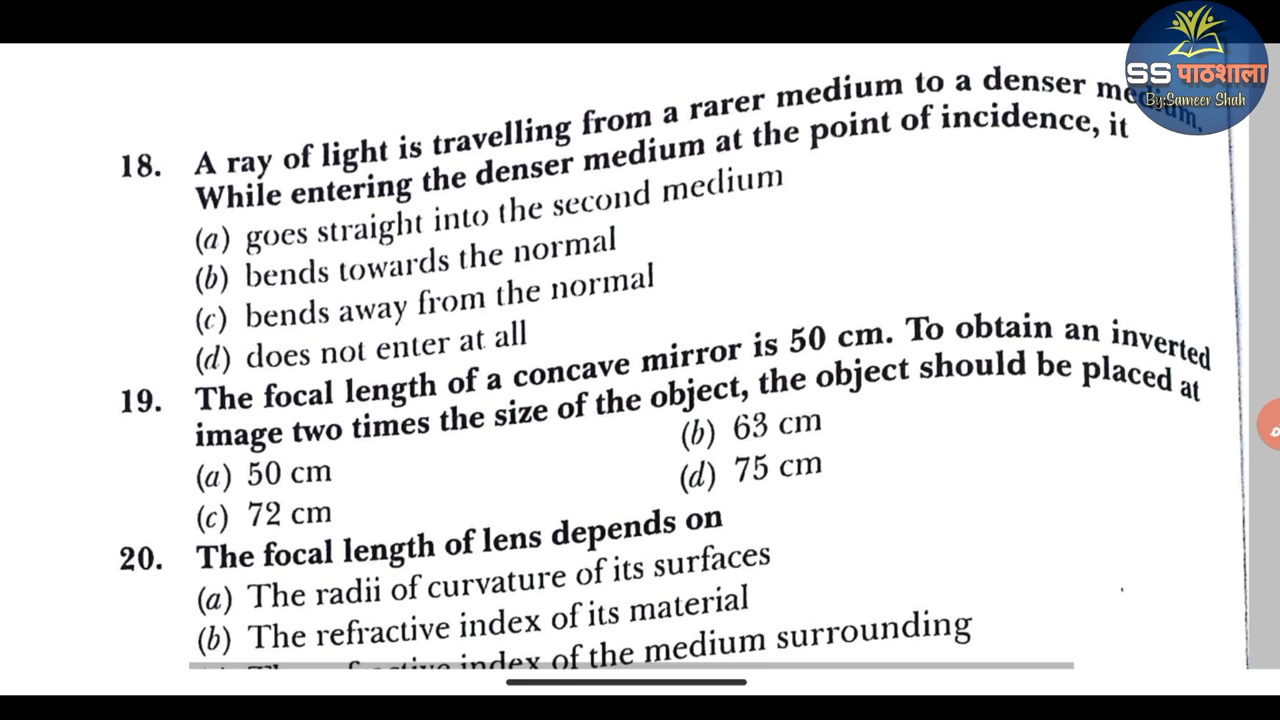 SS पाठशाला
By:Sameer Shah
18. A ray of light is travelling from a rarer medium to a denser medium.
While entering the denser medium at the point of incidence, it
(a) goes straight into the second medium
(b) bends towards the normal
(c) bends away from the normal
(d) does not enter at all
19. The focal length of a concave mirror is 50 cm. To obtain an inverted
image two times the size of the object, the object should be placed at
(a) 50 cm (b) 63 cm
(c) 72 cm (d) 75 cm
20. The focal length of lens depends on
(a) The radii of curvature of its surfaces
(b) The refractive index of its material
index of the medium surrounding